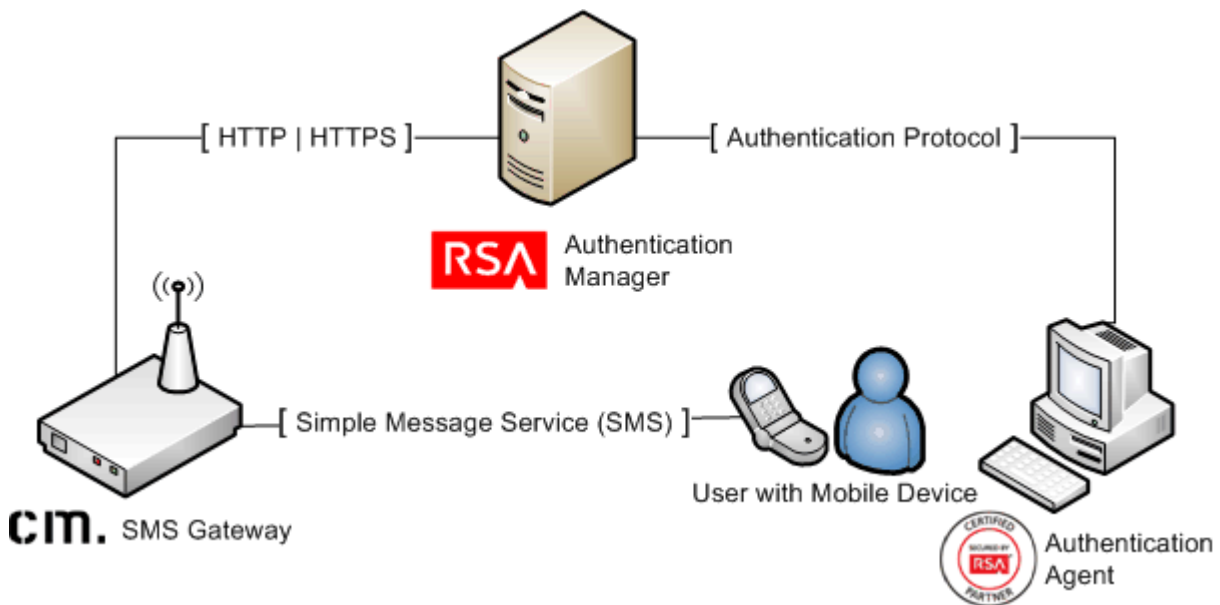 [ HTTP | HTTPS ]
[ Authentication Protocol ]
RSA
Authentication
Manager
[ Simple Message Service (SMS) ]
User with Mobile Device
cm.
SMS Gateway
CERTIFIED
SECURED BY
RSA
PARTNER
Authentication
Agent